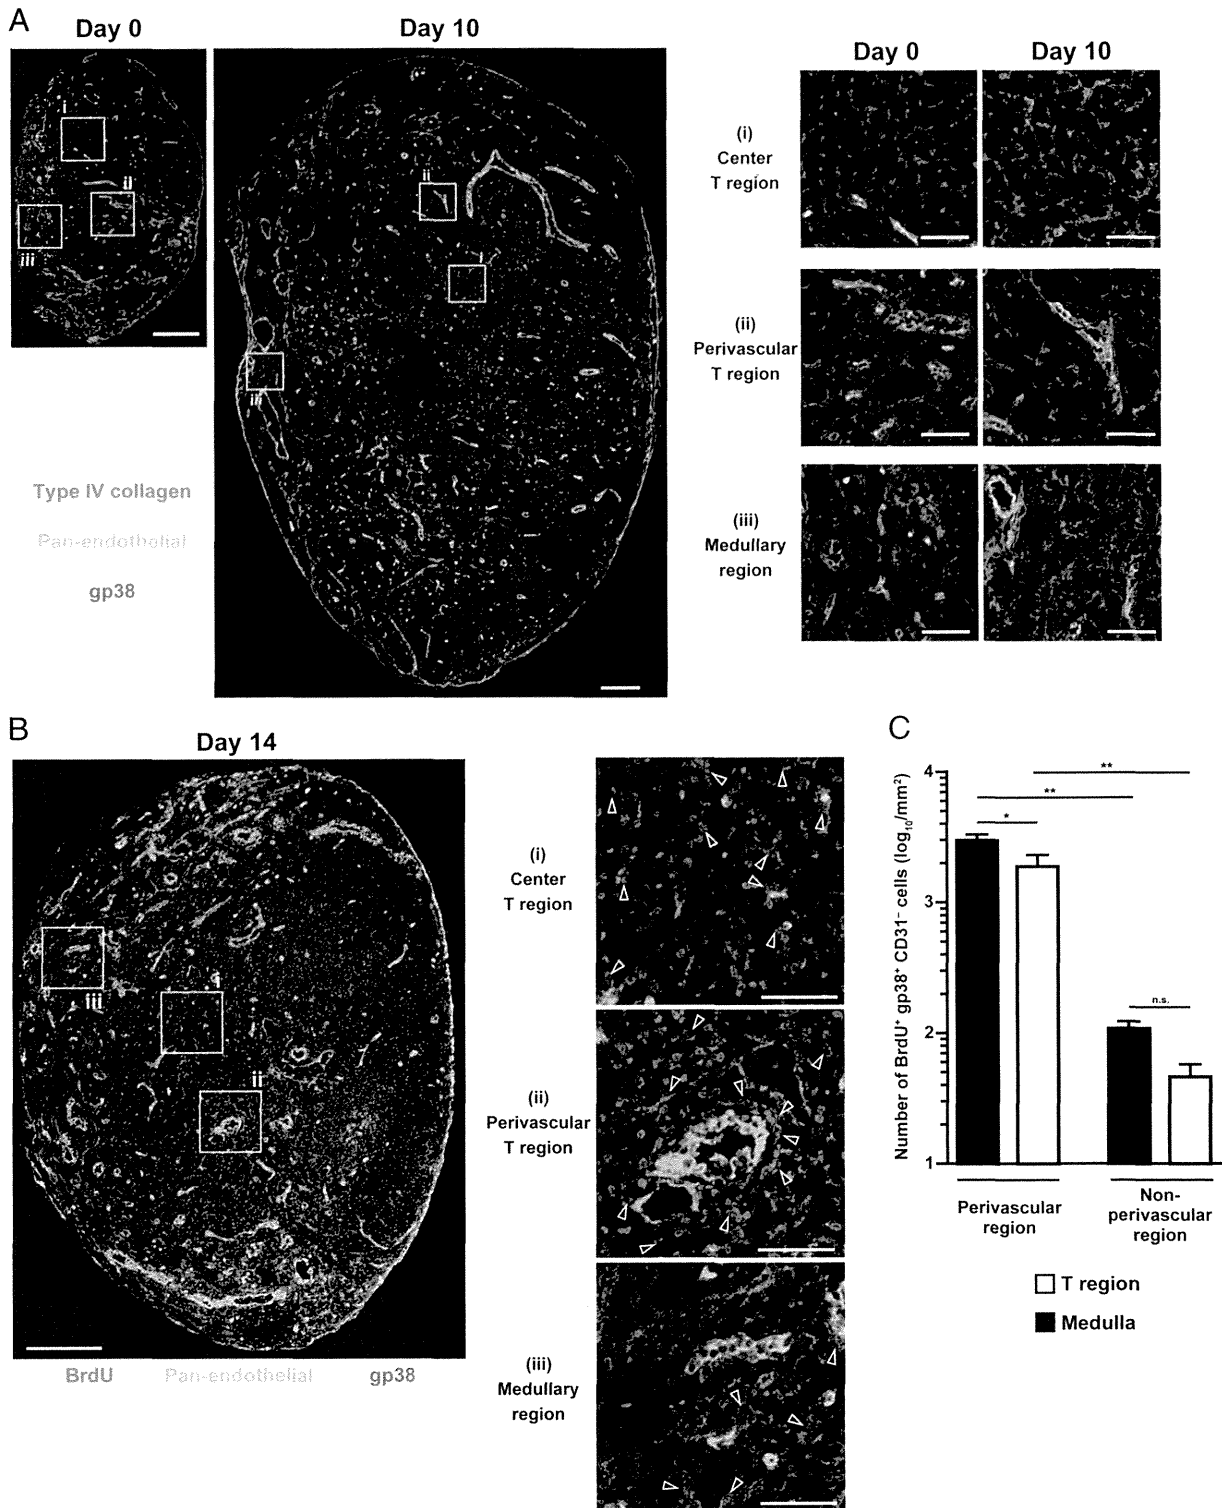 A
Day 0
Day 10
i
ii
iii
ii
i
iii
Type IV collagen
Pan-endothelial
gp38
Day 0
Day 10
(i)
Center
T region
(ii)
Perivascular
T region
(iii)
Medullary
region
B
Day 14
iii
i
ii
BrdU
Pan-endothelial
gp38
(i)
Center
T region
(ii)
Perivascular
T region
(iii)
Medullary
region
C
Number of BrdU⁺ gp38⁺ CD31⁻ cells (log₁₀/mm²)
4
3
2
1
**
**
*
n.s.
Perivascular
region
Non-
perivascular
region
T region
Medulla